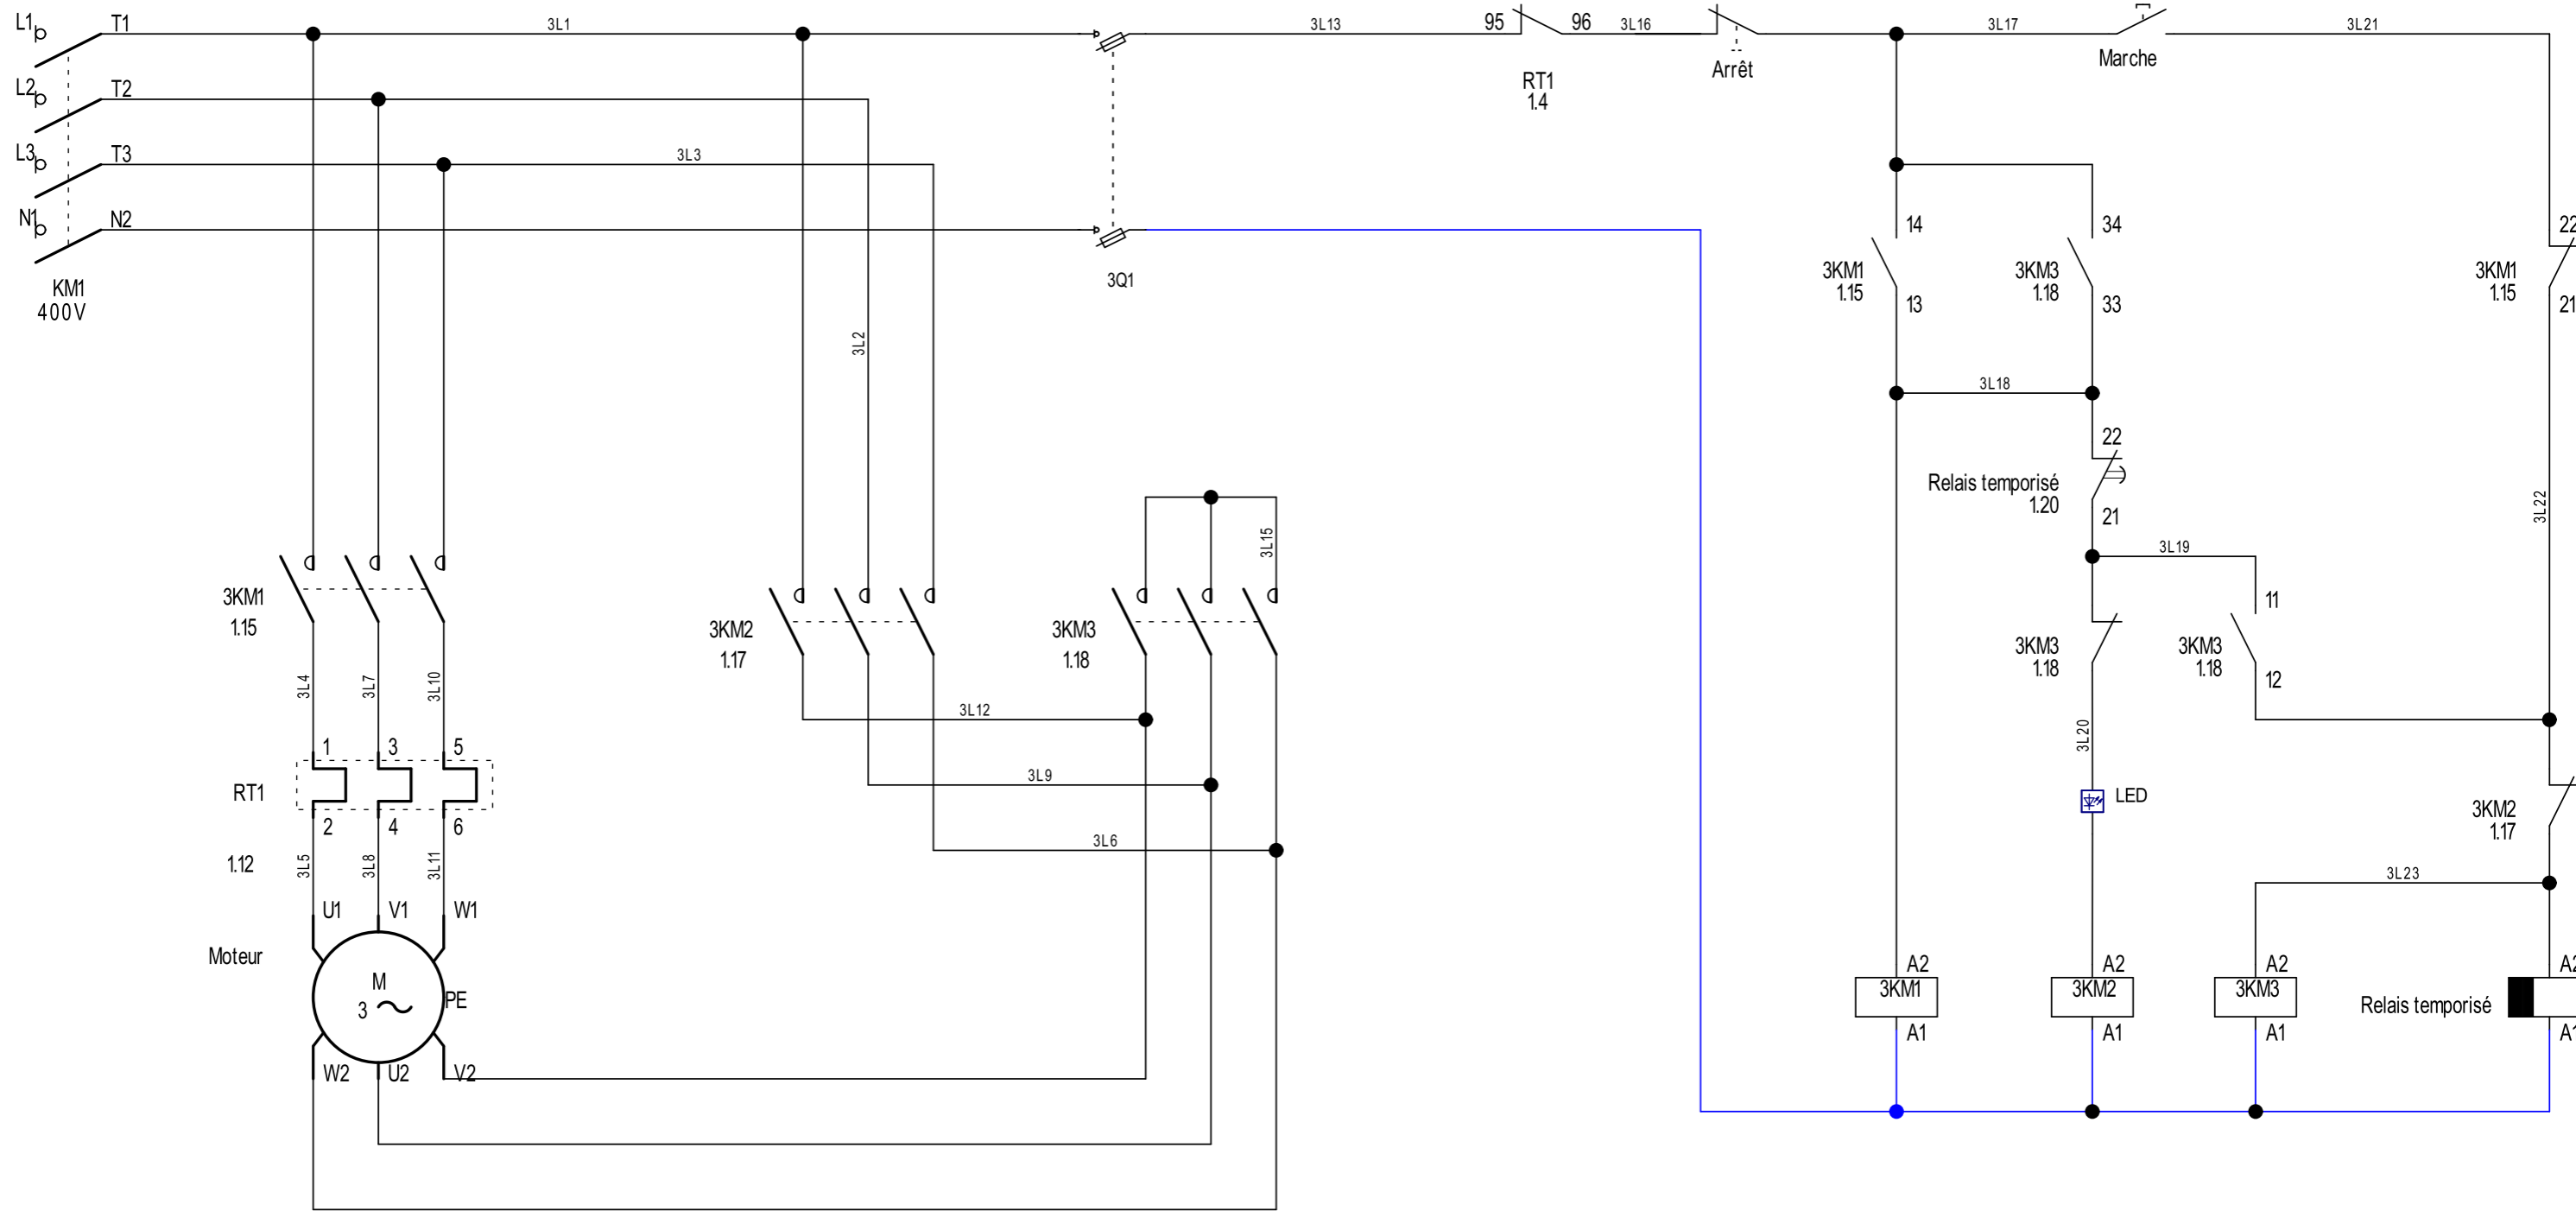 L1 T1 3L1 3L13 95 96 3L16 3L17 3L21
Arrêt Marche
RT1
1.4
L2 T2
L3 T3 3L3
N1 N2
KM1
400V
3Q1
3L2
14 34 22
3KM1 3KM3 3KM1
1.15 1.18 1.15
13 33 21
3L18
22
Relais temporisé
1.20
21
3L22
3L15
3L19
3KM1
1.15
3KM2
1.17
3KM3
1.18
11
3KM3 3KM3
1.18 1.18
12
3L4 3L7 3L10
3L12
3L20
1 3 5
RT1
2 4 6
3L9
LED
3KM2
1.17
3L6
1.12
3L5 3L8 3L11
3L23
U1 V1 W1
Moteur
M
3
PE
W2 U2 V2
A2 A2 A2 A2
3KM1 3KM2 3KM3
Relais temporisé
A1 A1 A1 A1